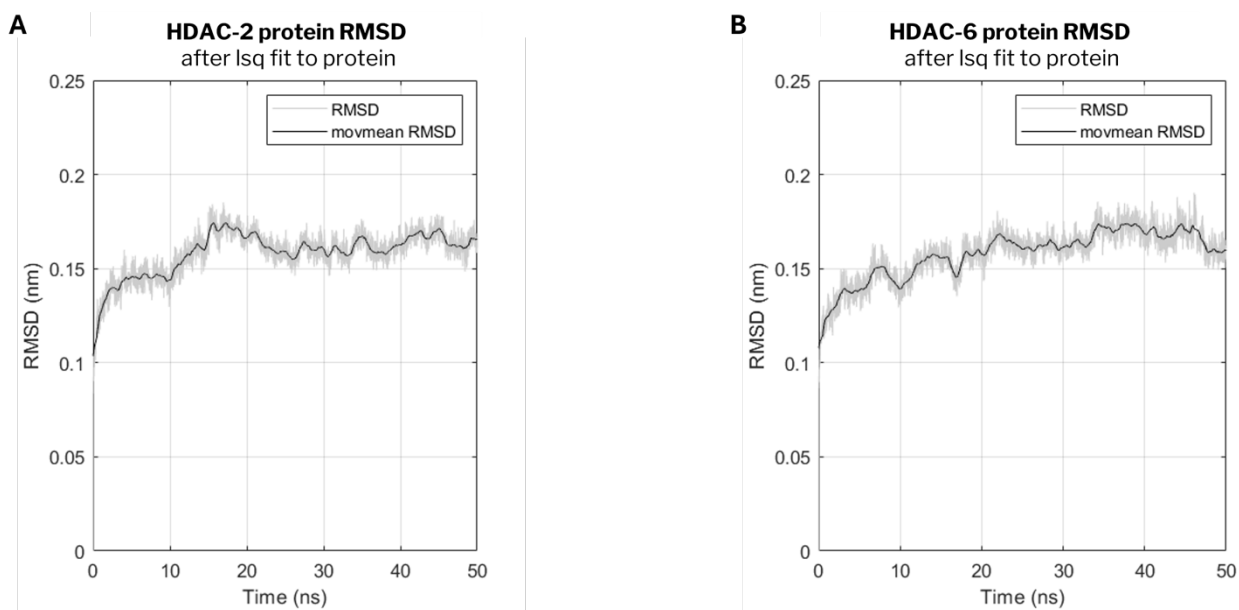 A
HDAC-2 protein RMSD
after lsq fit to protein
0.25
0.2
0.15
0.1
0.05
0
RMSD (nm)
RMSD
movmean RMSD
0 10 20 30 40 50
Time (ns)
B
HDAC-6 protein RMSD
after lsq fit to protein
0.25
0.2
0.15
0.1
0.05
0
RMSD (nm)
RMSD
movmean RMSD
0 10 20 30 40 50
Time (ns)